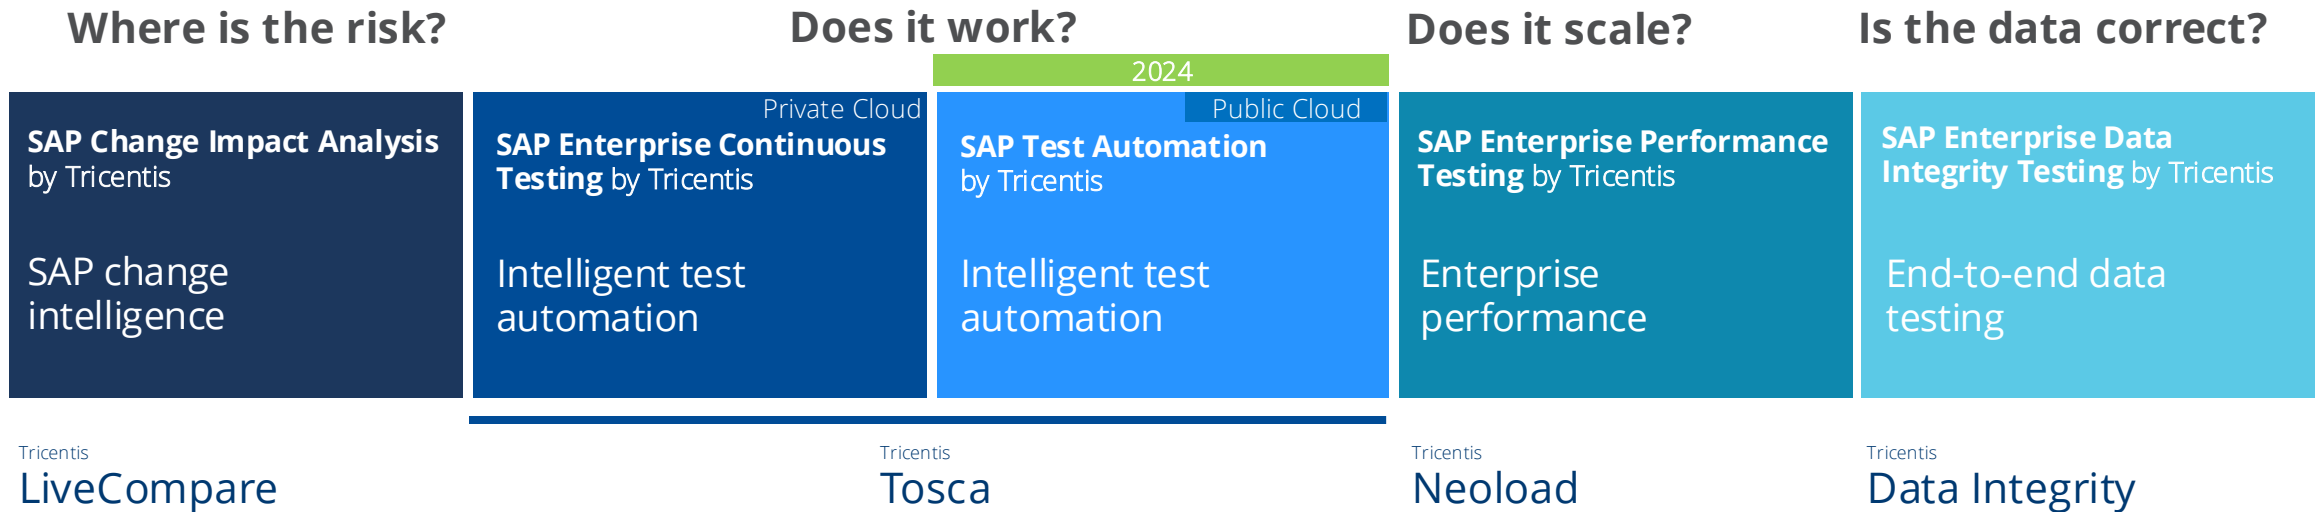 Where is the risk?
Does it work?
Does it scale?
Is the data correct?
2024
SAP Change Impact Analysis
by Tricentis
SAP change
intelligence
Private Cloud
SAP Enterprise Continuous
Testing by Tricentis
Intelligent test
automation
Public Cloud
SAP Test Automation
by Tricentis
Intelligent test
automation
SAP Enterprise Performance
Testing by Tricentis
Enterprise
performance
SAP Enterprise Data
Integrity Testing by Tricentis
End-to-end data
testing
Tricentis
LiveCompare
Tricentis
Tosca
Tricentis
Neoload
Tricentis
Data Integrity